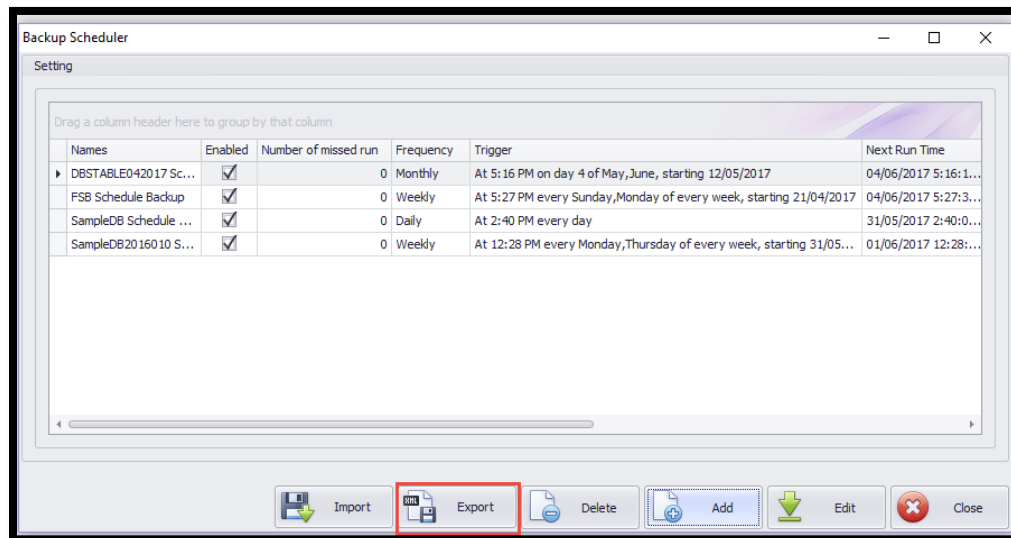 Backup Scheduler
Setting
Drag a column header here to group by that column
Names Enabled Number of missed run Frequency Trigger Next Run Time
DBSTABLE042017 Sc... 0 Monthly At 5:16 PM on day 4 of May,June, starting 12/05/2017 04/06/2017 5:16:1...
FSB Schedule Backup 0 Weekly At 5:27 PM every Sunday,Monday of every week, starting 21/04/2017 04/06/2017 5:27:3...
SampleDB Schedule ... 0 Daily At 2:40 PM every day 31/05/2017 2:40:0...
SampleDB2016010 S... 0 Weekly At 12:28 PM every Monday,Thursday of every week, starting 31/05... 01/06/2017 12:28:...
Import XML Export Delete Add Edit Close